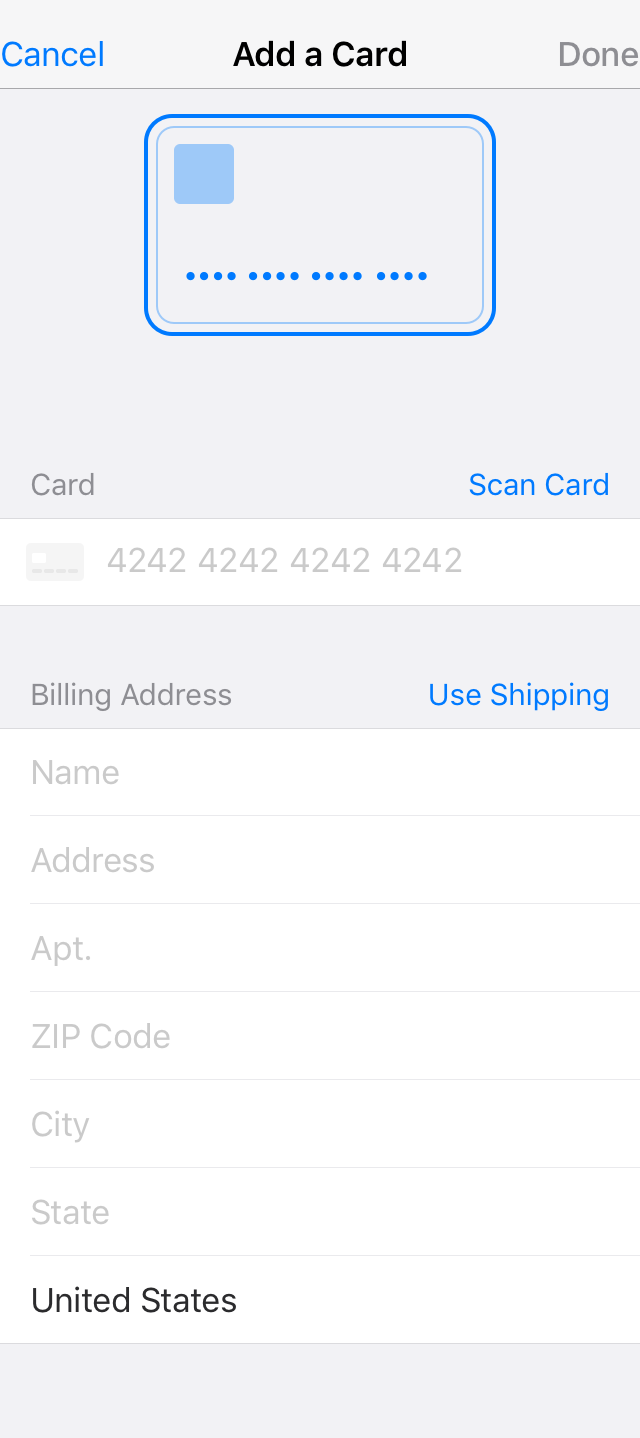 Cancel Add a Card Done
•••• •••• •••• ••••
Card Scan Card
4242 4242 4242 4242
Billing Address Use Shipping
Name
Address
Apt.
ZIP Code
City
State
United States